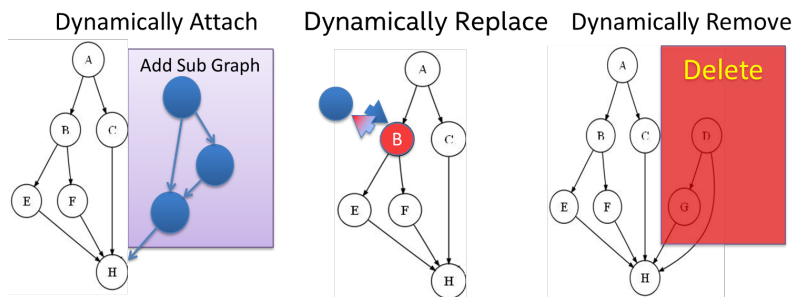 Dynamically Attach
A
Add Sub Graph
B
C
E
F
H
Dynamically Replace
A
B
C
E
F
H
Dynamically Remove
A
Delete
B
C
D
E
F
G
H